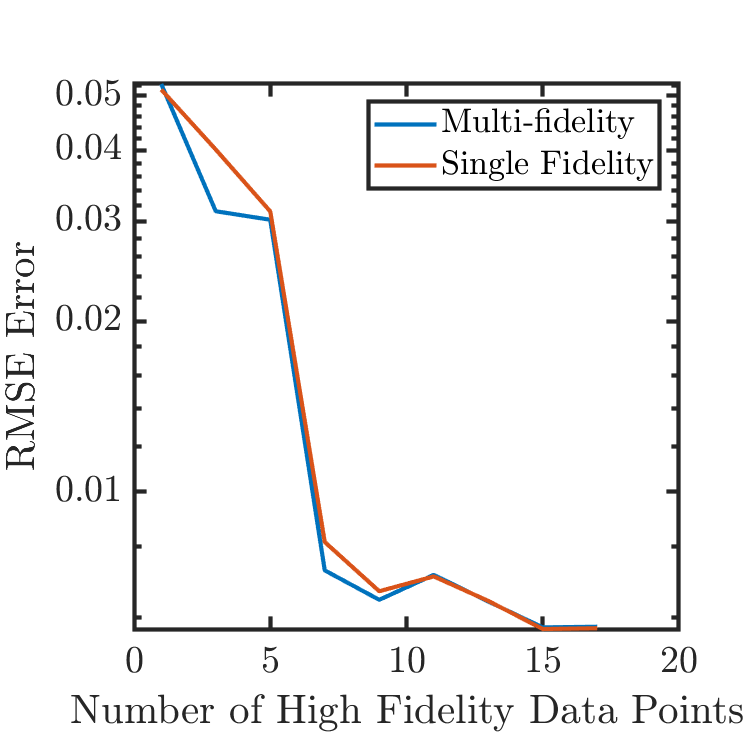 0.05
0.04
0.03
0.02
0.01
RMSE Error
Multi-fidelity
Single Fidelity
0 5 10 15 20
Number of High Fidelity Data Points